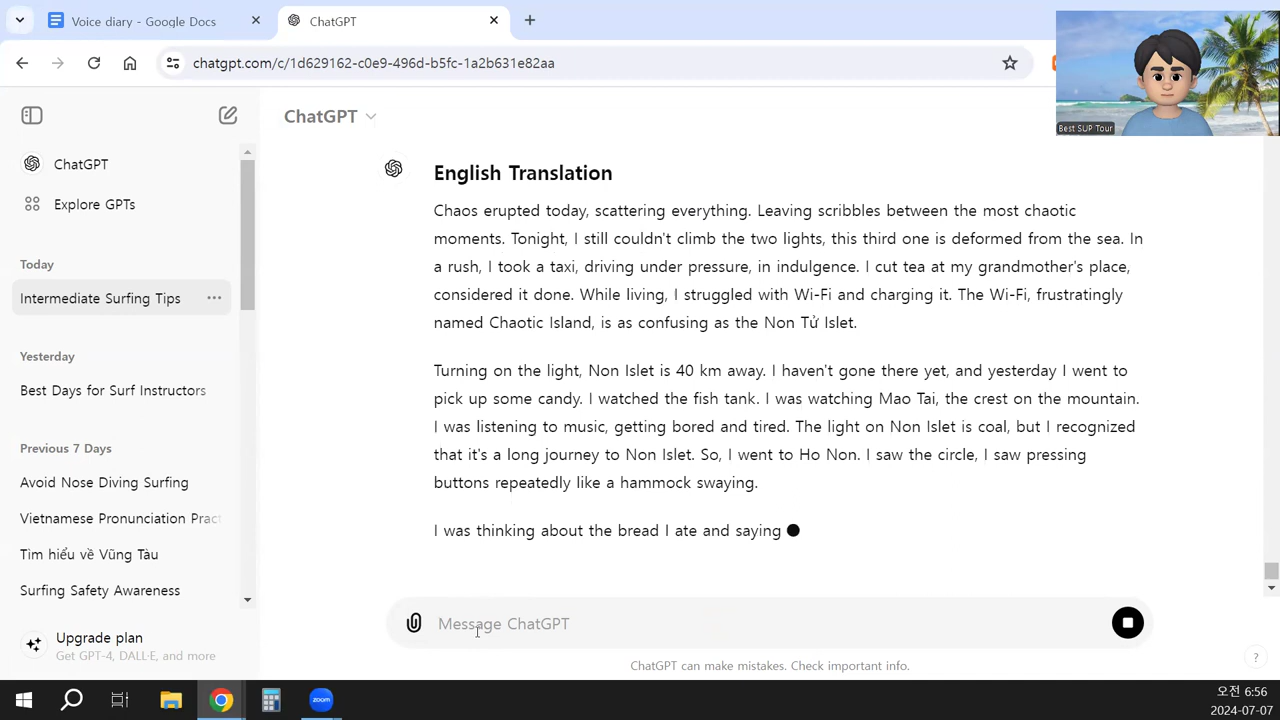 Voice diary - Google Docs
ChatGPT
chatgpt.com/c/1d629162-c0e9-496d-b5fc-1a2b631e82aa
Best SUP Tour
ChatGPT
ChatGPT
Explore GPTs
Today
Intermediate Surfing Tips
Yesterday
Best Days for Surf Instructors
Previous 7 Days
Avoid Nose Diving Surfing
Vietnamese Pronunciation Pract
Tìm hiểu về Vũng Tàu
Surfing Safety Awareness
Upgrade plan
Get GPT-4, DALL·E, and more
English Translation
Chaos erupted today, scattering everything. Leaving scribbles between the most chaotic
moments. Tonight, I still couldn't climb the two lights, this third one is deformed from the sea. In
a rush, I took a taxi, driving under pressure, in indulgence. I cut tea at my grandmother's place,
considered it done. While living, I struggled with Wi-Fi and charging it. The Wi-Fi, frustratingly
named Chaotic Island, is as confusing as the Non Tử Islet.
Turning on the light, Non Islet is 40 km away. I haven't gone there yet, and yesterday I went to
pick up some candy. I watched the fish tank. I was watching Mao Tai, the crest on the mountain.
I was listening to music, getting bored and tired. The light on Non Islet is coal, but I recognized
that it's a long journey to Non Islet. So, I went to Ho Non. I saw the circle, I saw pressing
buttons repeatedly like a hammock swaying.
I was thinking about the bread I ate and saying
Message ChatGPT
ChatGPT can make mistakes. Check important info.
?
zoom
오전 6:56
2024-07-07